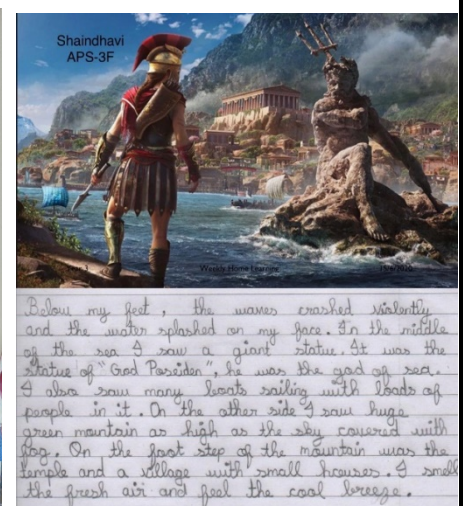 Shaindhavi
APS-3F
Weekly Home Learning
15/6/2020
Below my feet, the waves crashed violently
and the water splashed on my face. In the middle
of the sea I saw a giant statue. It was the
statue of "God Poseiden", he was the god of sea.
I also saw many boats sailing with loads of
people in it. On the other side I saw huge
green mountain as high as the sky covered with
fog. On the foot step of the mountain was the
temple and a village with small houses. I smell
the fresh air and feel the cool breeze.